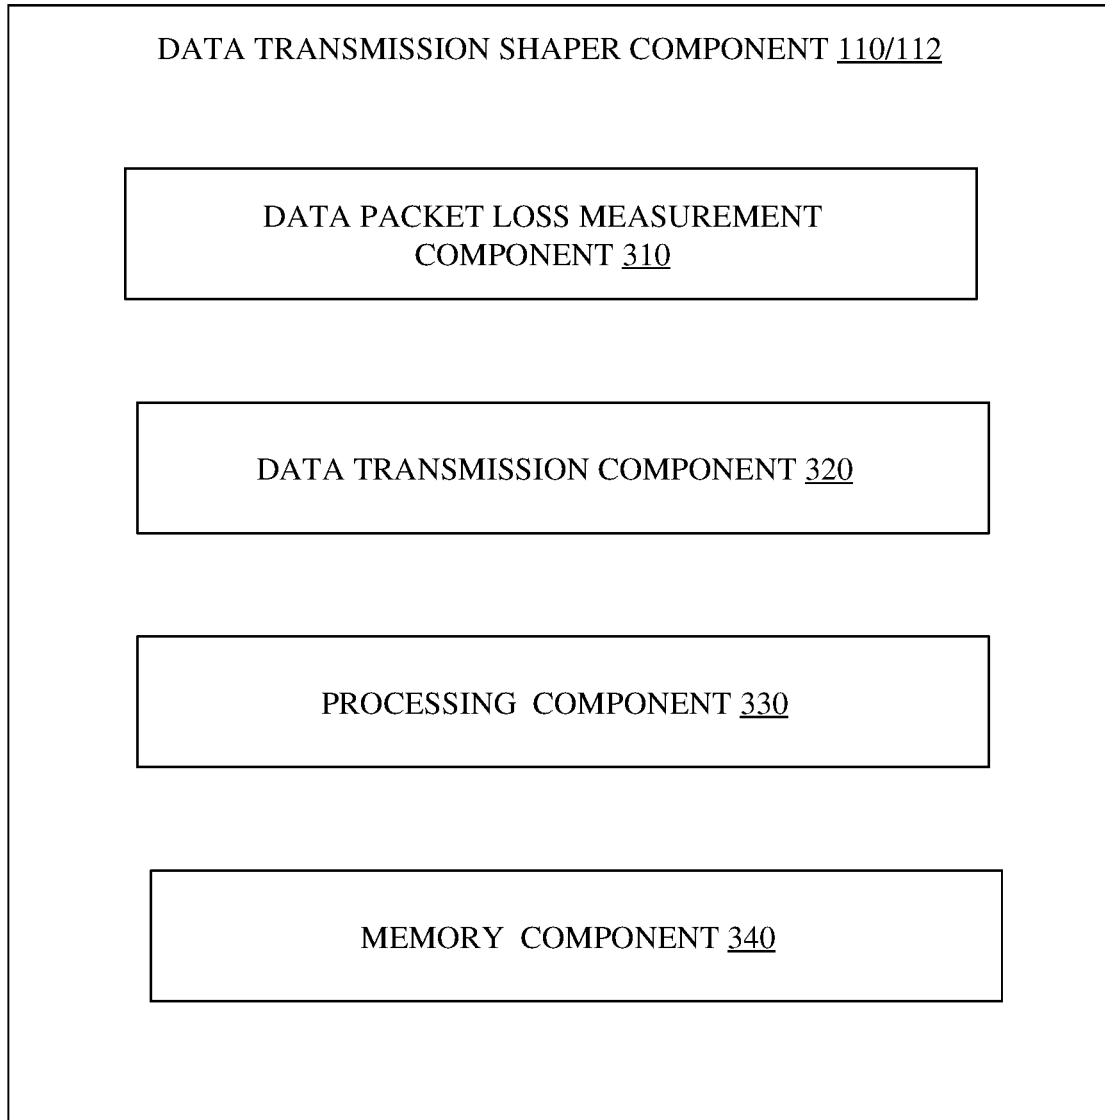 DATA TRANSMISSION SHAPER COMPONENT 110/112
DATA PACKET LOSS MEASUREMENT
COMPONENT 310
DATA TRANSMISSION COMPONENT 320
PROCESSING COMPONENT 330
MEMORY COMPONENT 340